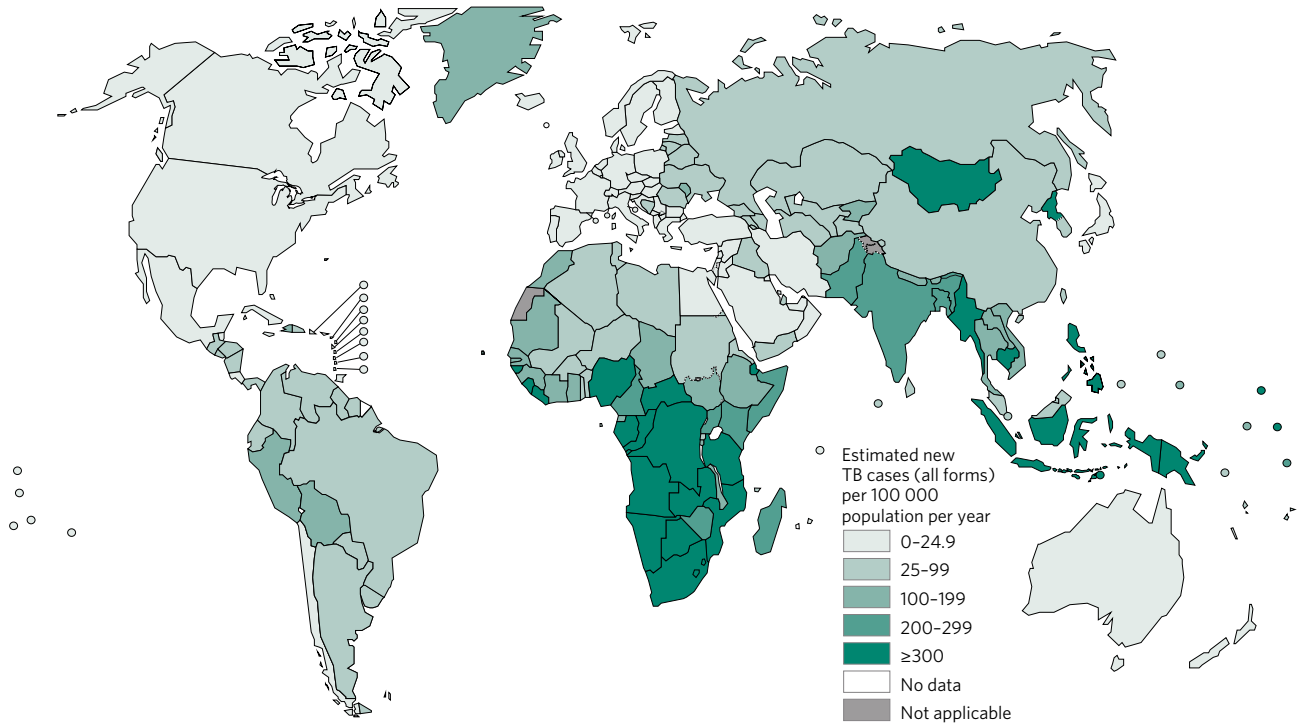 Estimated new
TB cases (all forms)
per 100 000
population per year
0–24.9
25–99
100–199
200–299
≥300
No data
Not applicable